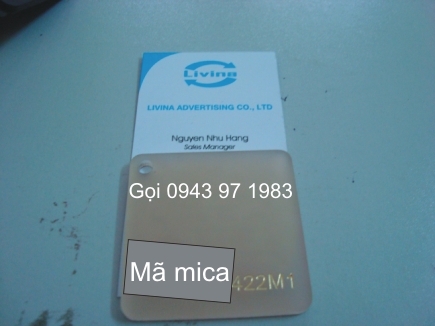 Livina
LIVINA ADVERTISING CO., LTD
Nguyen Nhu Hang
Sales Manager
Gọi 0943 97 1983
Mã mica
422M1